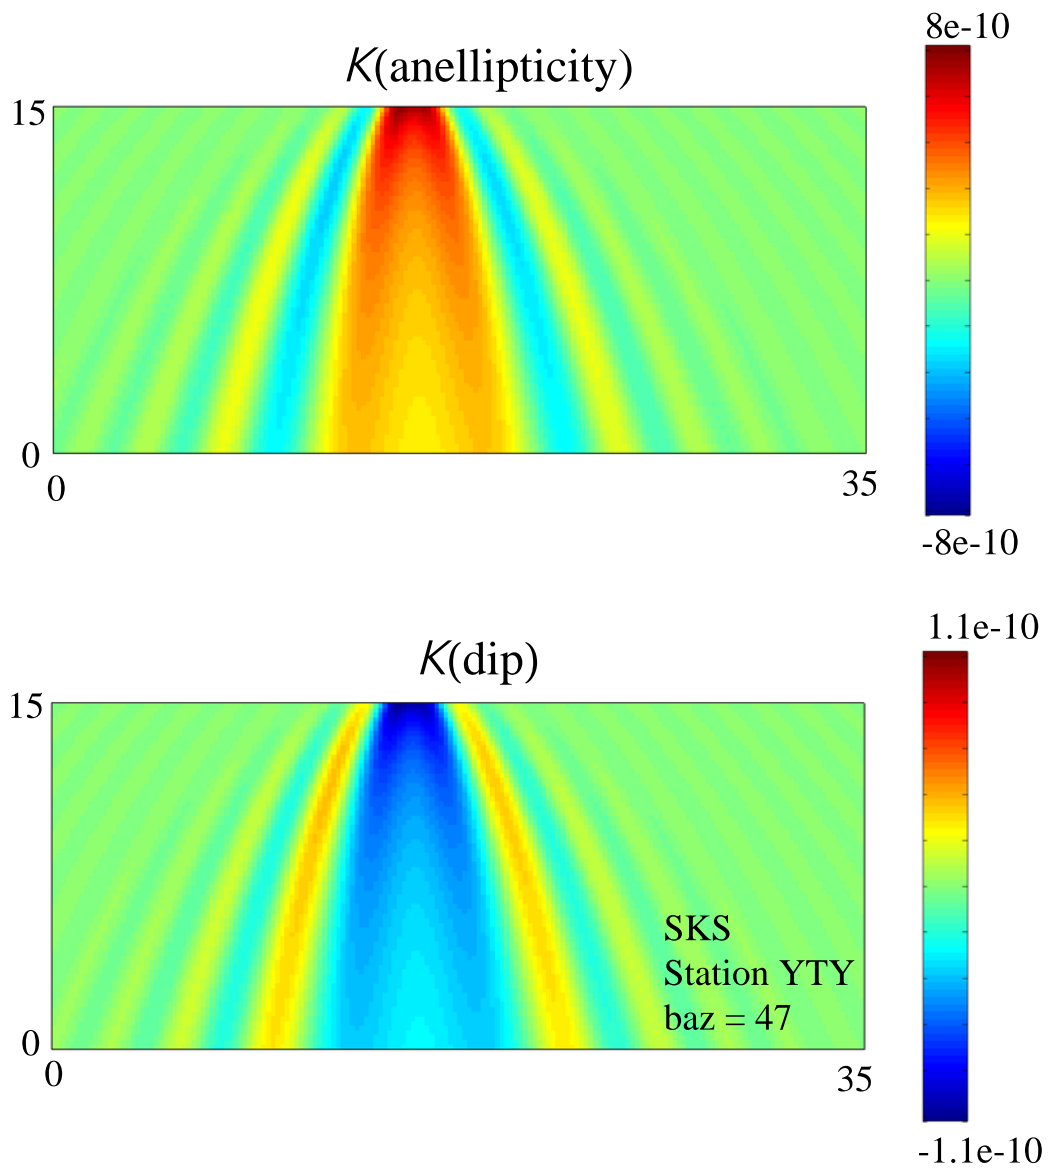 8e-10
K(anellipticity)
15
0
0
35
-8e-10
1.1e-10
K(dip)
15
SKS
Station YTY
baz = 47
0
0
35
-1.1e-10